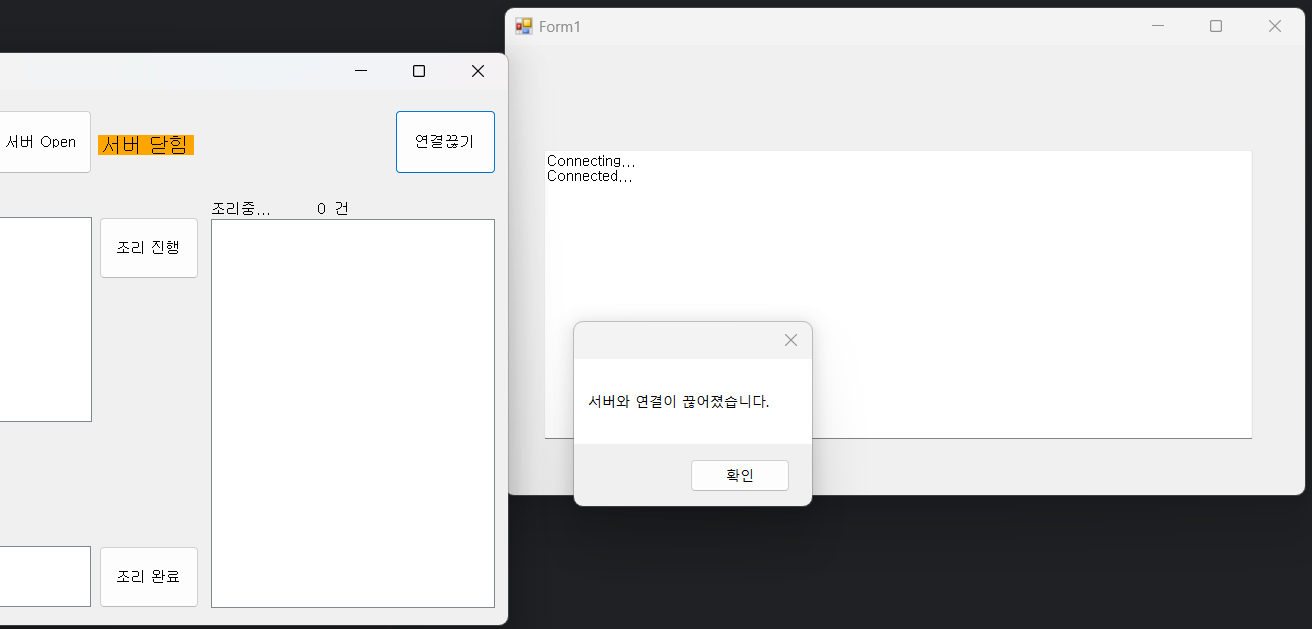 Form1
서버 Open
서버 닫힘
연결끊기
조리중... 0 건
조리 진행
조리 완료
Connecting...
Connected...
서버와 연결이 끊어졌습니다.
확인